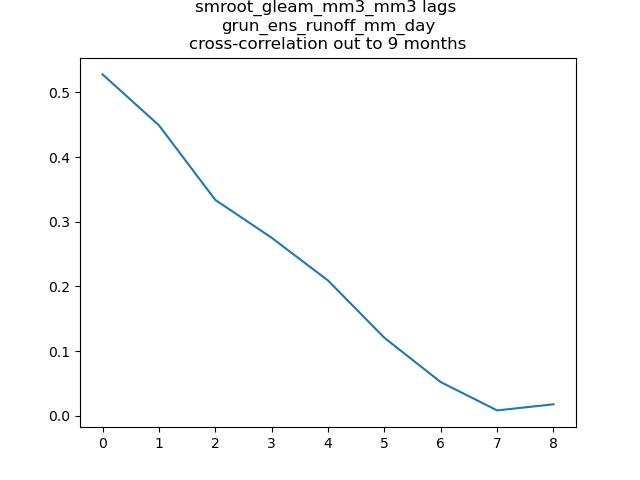 smroot_gleam_mm3_mm3 lags
grun_ens_runoff_mm_day
cross-correlation out to 9 months
0.5
0.4
0.3
0.2
0.1
0.0
0 1 2 3 4 5 6 7 8